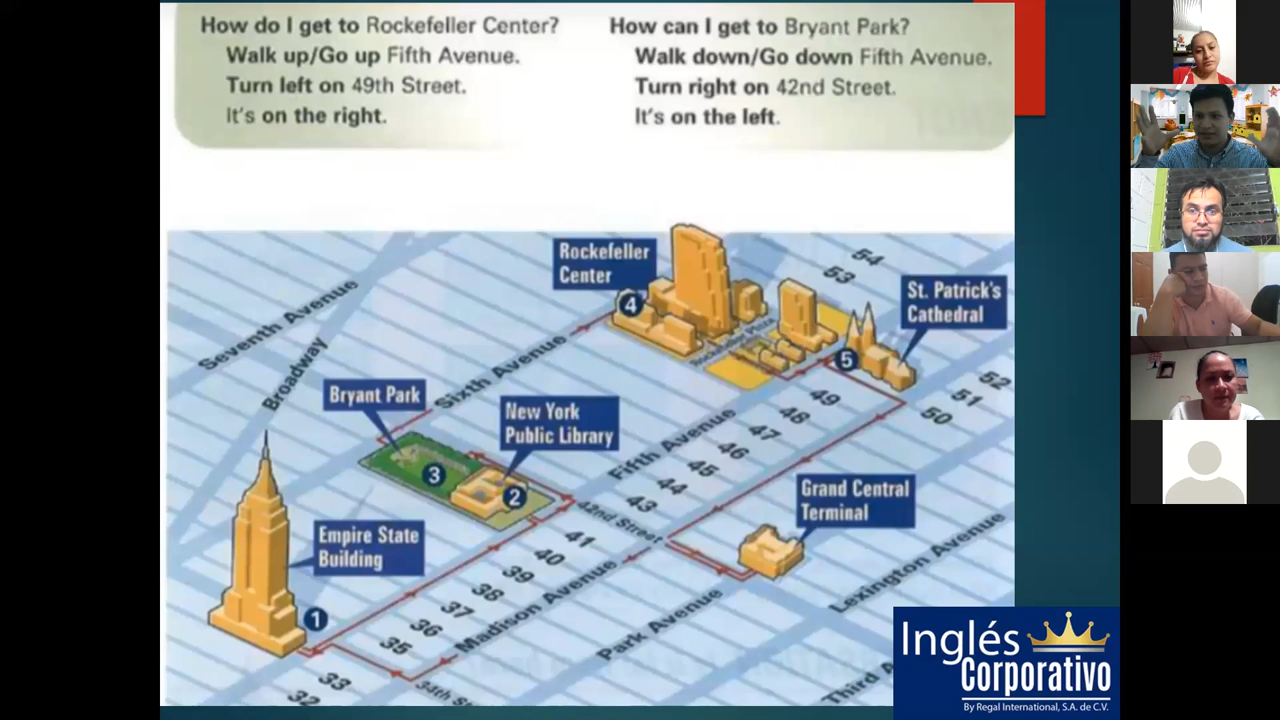 How do I get to Rockefeller Center?
Walk up/Go up Fifth Avenue.
Turn left on 49th Street.
It's on the right.
How can I get to Bryant Park?
Walk down/Go down Fifth Avenue.
Turn right on 42nd Street.
It's on the left.
Rockefeller
Center
4
54
53
St. Patrick's
Cathedral
5
Rockefeller Plaza
Seventh Avenue
Broadway
Sixth Avenue
Bryant Park
New York
Public Library
3
2
Fifth Avenue
52
51
50
49
48
47
46
45
44
43
42nd Street
41
40
39
38
37
36
35
Grand Central
Terminal
Empire State
Building
1
Madison Avenue
Park Avenue
Lexington Avenue
Third
33
32
Inglés
Corporativo
By Regal International, S.A. de C.V.